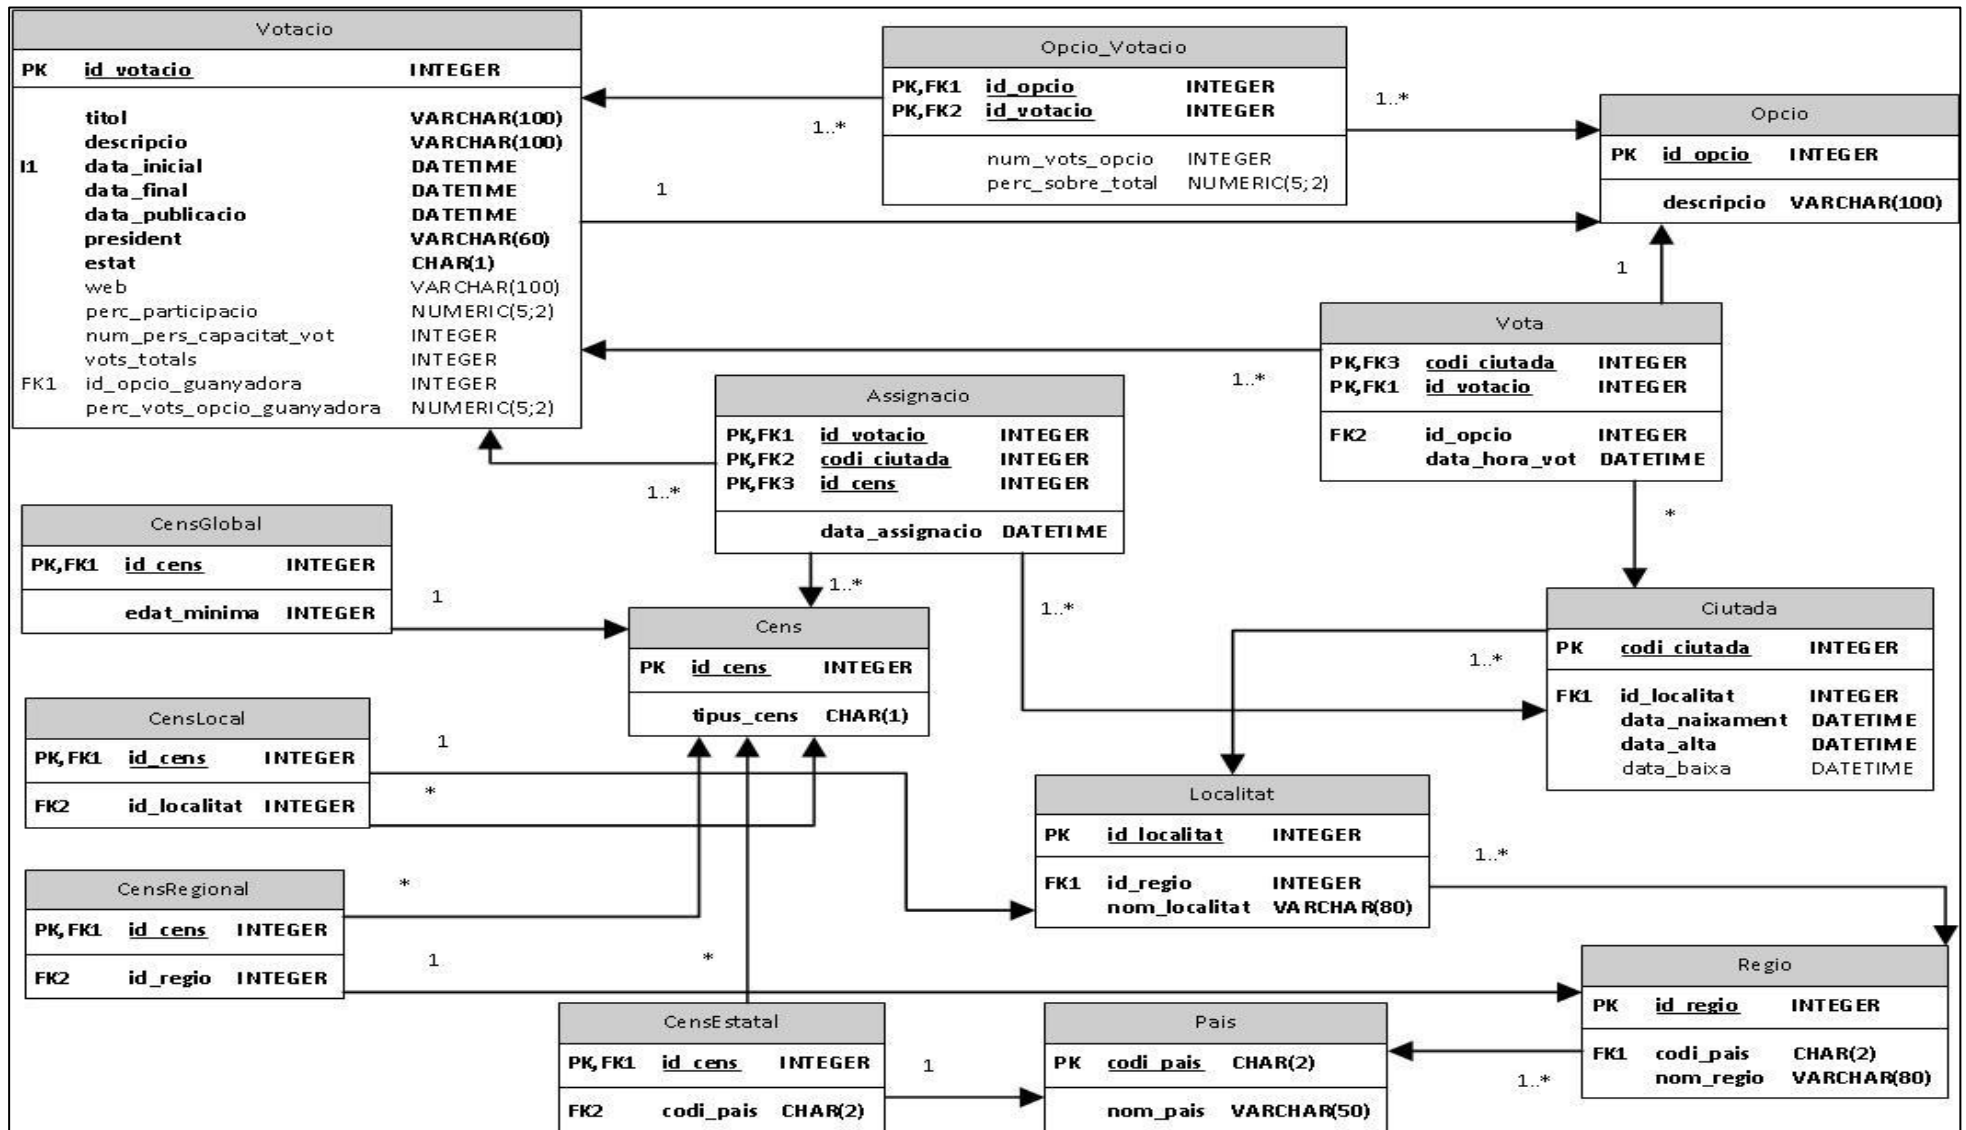 Votacio
PK id_votacio INTEGER
titol VARCHAR(100)
descripcio VARCHAR(100)
I1 data_inicial DATETIME
data_final DATETIME
data_publicacio DATETIME
president VARCHAR(60)
estat CHAR(1)
web VARCHAR(100)
perc_participacio NUMERIC(5;2)
num_pers_capacitat_vot INTEGER
vots_totals INTEGER
FK1 id_opcio_guanyadora INTEGER
perc_vots_opcio_guanyadora NUMERIC(5;2)
1..*
1
1..*
1..*
Opcio_Votacio
PK,FK1 id_opcio INTEGER
PK,FK2 id_votacio INTEGER
num_vots_opcio INTEGER
perc_sobre_total NUMERIC(5;2)
1..*
Opcio
PK id_opcio INTEGER
descripcio VARCHAR(100)
1
Vota
PK,FK3 codi_ciutada INTEGER
PK,FK1 id_votacio INTEGER
FK2 id_opcio INTEGER
data_hora_vot DATETIME
*
Assignacio
PK,FK1 id_votacio INTEGER
PK,FK2 codi_ciutada INTEGER
PK,FK3 id_cens INTEGER
data_assignacio DATETIME
1..*
1..*
CensGlobal
PK,FK1 id_cens INTEGER
edat_minima INTEGER
1
Cens
PK id_cens INTEGER
tipus_cens CHAR(1)
Ciutada
PK codi_ciutada INTEGER
FK1 id_localitat INTEGER
data_naixament DATETIME
data_alta DATETIME
data_baixa DATETIME
1..*
CensLocal
PK,FK1 id_cens INTEGER
FK2 id_localitat INTEGER
1
*
Localitat
PK id_localitat INTEGER
FK1 id_regio INTEGER
nom_localitat VARCHAR(80)
1..*
CensRegional
PK,FK1 id_cens INTEGER
FK2 id_regio INTEGER
*
1
*
Regio
PK id_regio INTEGER
FK1 codi_pais CHAR(2)
nom_regio VARCHAR(80)
1..*
CensEstatal
PK,FK1 id_cens INTEGER
FK2 codi_pais CHAR(2)
1
Pais
PK codi_pais CHAR(2)
nom_pais VARCHAR(50)